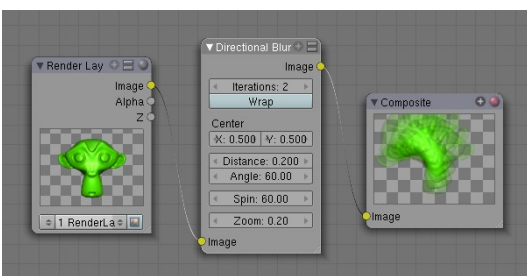 Render Lay
Image
Alpha
Z
1 RenderLa
Directional Blur
Image
Iterations: 2
Wrap
Center
X: 0.500
Y: 0.500
Distance: 0.200
Angle: 60.00
Spin: 60.00
Zoom: 0.20
Image
Composite
Image